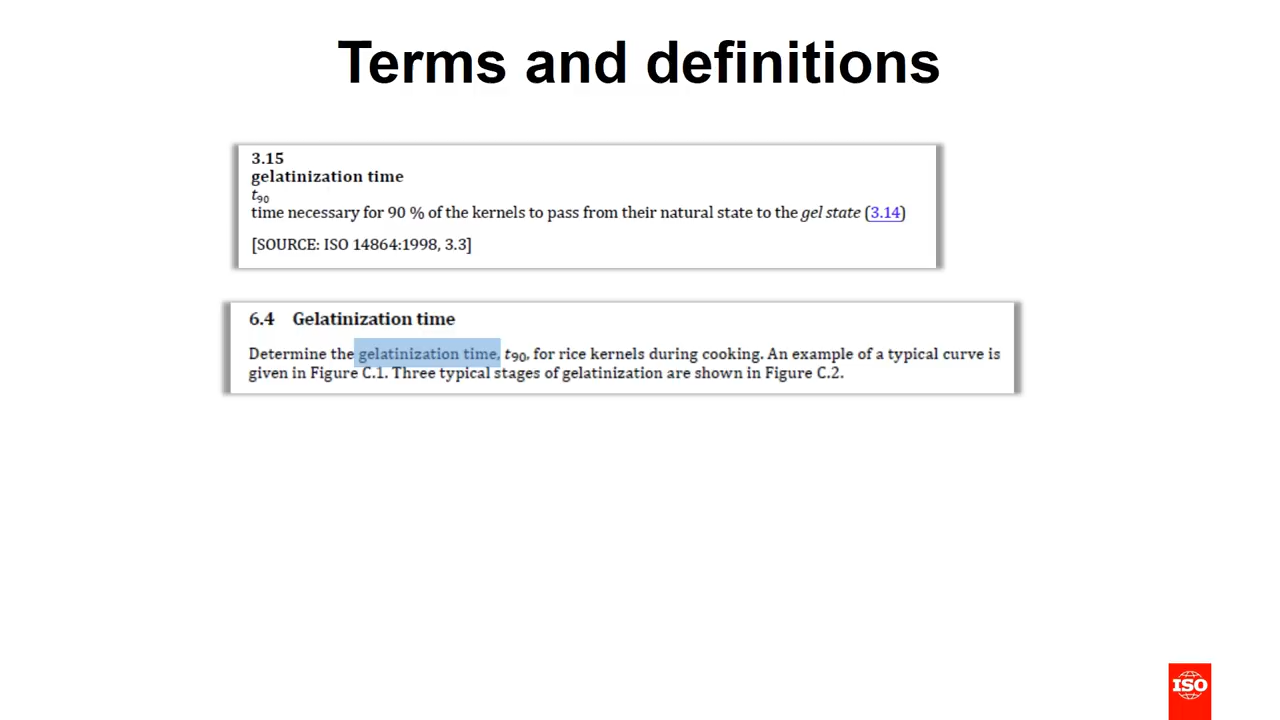 Terms and definitions
3.15
gelatinization time
t90
time necessary for 90 % of the kernels to pass from their natural state to the gel state (3.14)
[SOURCE: ISO 14864:1998, 3.3]
6.4 Gelatinization time
Determine the gelatinization time, t90, for rice kernels during cooking. An example of a typical curve is
given in Figure C.1. Three typical stages of gelatinization are shown in Figure C.2.
ISO